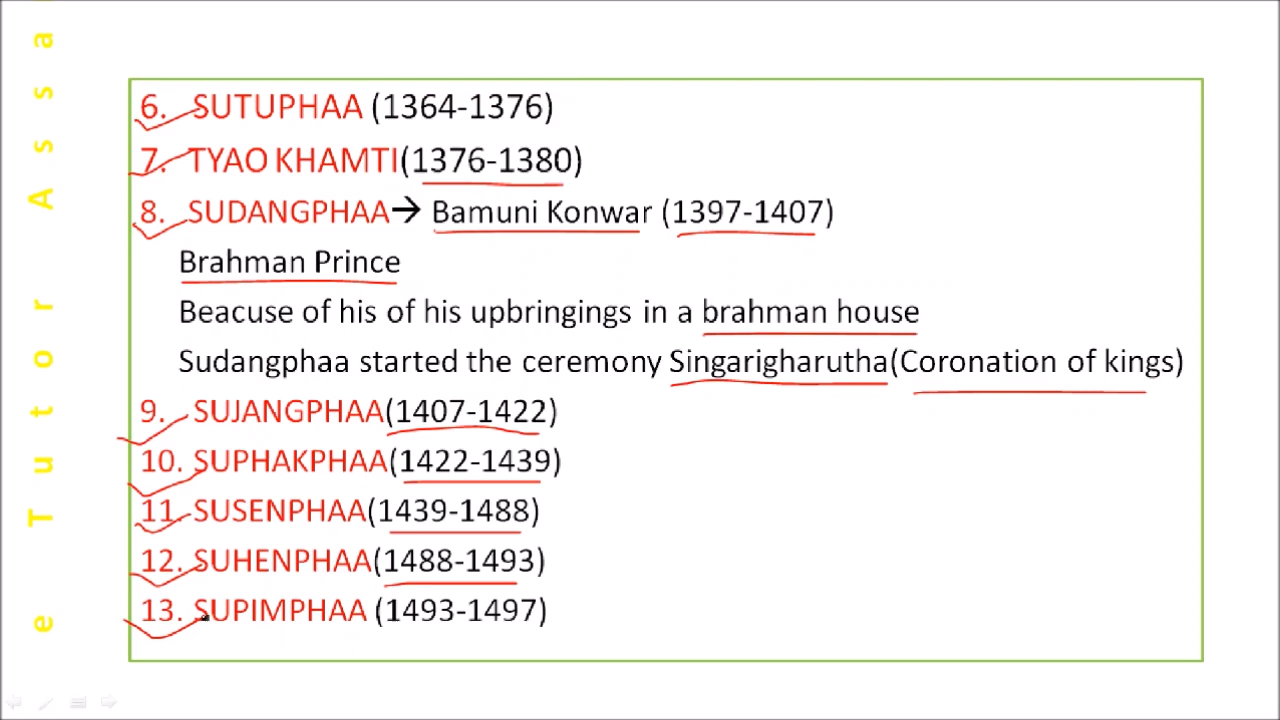 6. SUTUPHAA (1364-1376)
7. TYAO KHAMTI(1376-1380)
8. SUDANGPHAA→ Bamuni Konwar (1397-1407)
Brahman Prince
Beacuse of his of his upbringings in a brahman house
Sudangphaa started the ceremony Singarigharutha(Coronation of kings)
9. SUJANGPHAA(1407-1422)
10. SUPHAKPHAA(1422-1439)
11. SUSENPHAA(1439-1488)
12. SUHENPHAA(1488-1493)
13. SUPIMPHAA (1493-1497)
e Tutor Assa